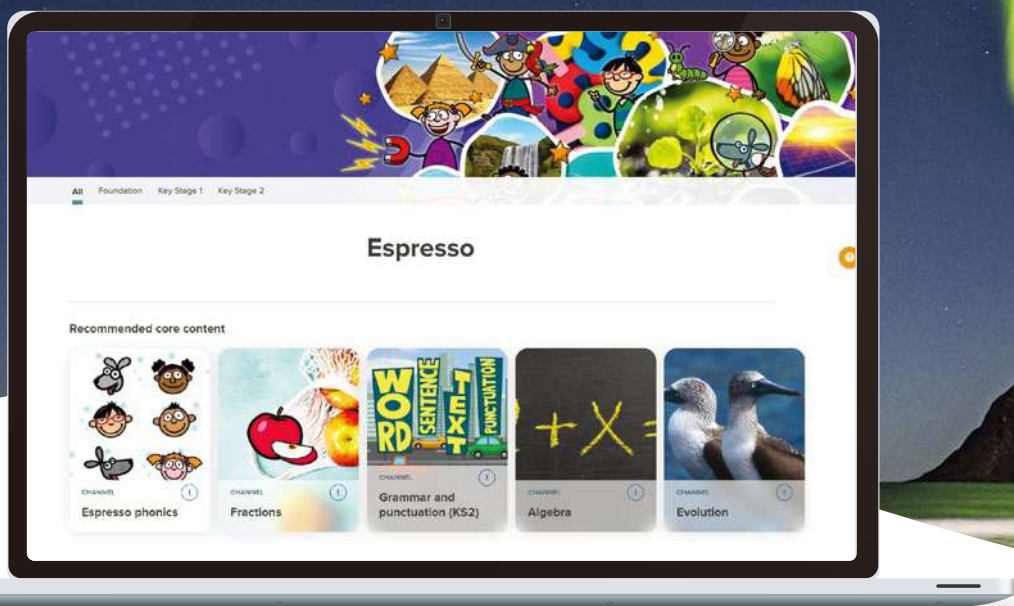 All Foundation Key Stage 1 Key Stage 2
Espresso
Recommended core content
WORD SENTENCE TEXT PUNCTUATION
+ X =
CHANNEL
Espresso phonics
CHANNEL
Fractions
CHANNEL
Grammar and
punctuation (KS2)
CHANNEL
Algebra
CHANNEL
Evolution